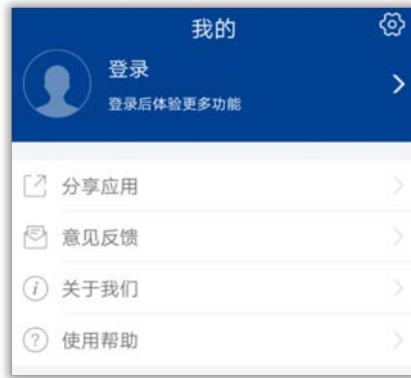 我的
登录
登录后体验更多功能
分享应用
意见反馈
关于我们
使用帮助